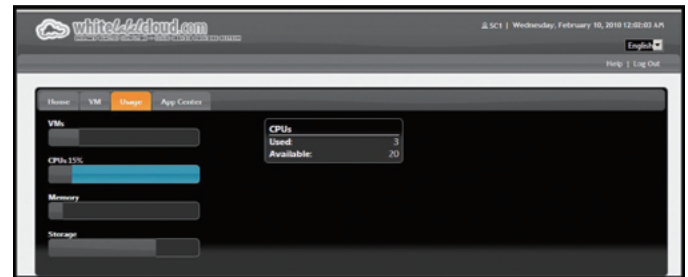 whitelabelcloud.com
SC1 | Wednesday, February 10, 2010 12:02:03 AM
English
Help | Log Out
Home VM Usage App Center
VMs
CPUs 15%
Memory
Storage
CPUs
Used: 3
Available: 20